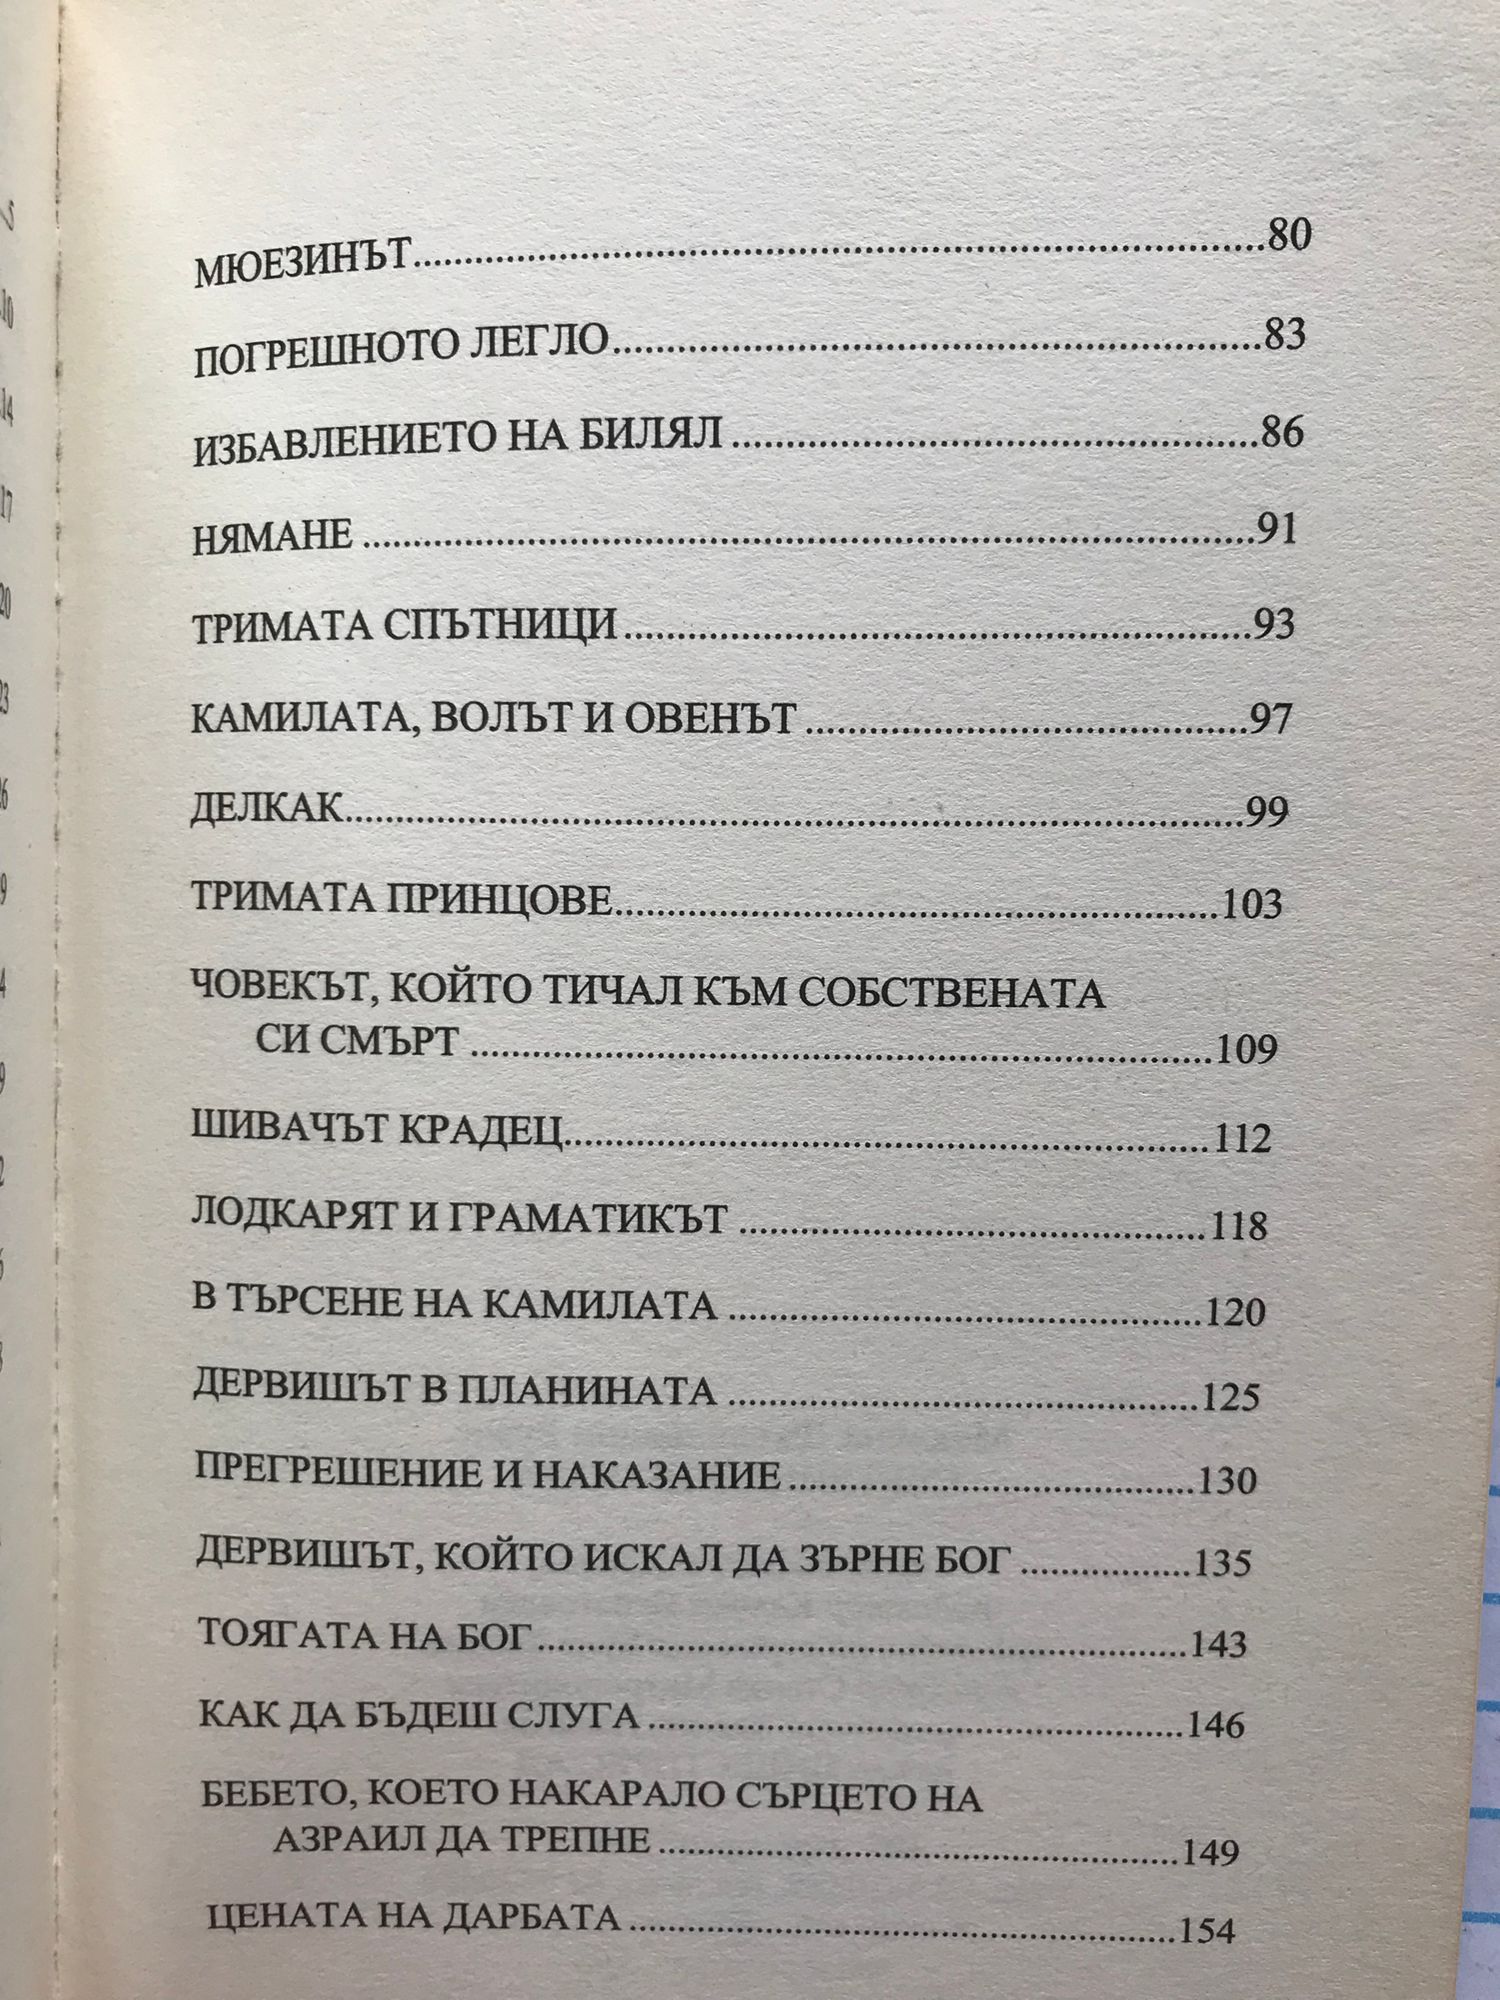 МЮЕЗИНЪТ..........80
ПОГРЕШНОТО ЛЕГЛО..........83
ИЗБАВЛЕНИЕТО НА БИЛЯЛ..........86
НЯМАНЕ..........91
ТРИМАТА СПЪТНИЦИ..........93
КАМИЛАТА, ВОЛЪТ И ОВЕНЪТ..........97
ДЕЛКАК..........99
ТРИМАТА ПРИНЦОВЕ..........103
ЧОВЕКЪТ, КОЙТО ТИЧАЛ КЪМ СОБСТВЕНАТА
СИ СМЪРТ..........109
ШИВАЧЪТ КРАДЕЦ..........112
ЛОДКАРЯТ И ГРАМАТИКЪТ..........118
В ТЪРСЕНЕ НА КАМИЛАТА..........120
ДЕРВИШЪТ В ПЛАНИНАТА..........125
ПРЕГРЕШЕНИЕ И НАКАЗАНИЕ..........130
ДЕРВИШЪТ, КОЙТО ИСКАЛ ДА ЗЪРНЕ БОГ..........135
ТОЯГАТА НА БОГ..........143
КАК ДА БЪДЕШ СЛУГА..........146
БЕБЕТО, КОЕТО НАКАРАЛО СЪРЦЕТО НА
АЗРАИЛ ДА ТРЕПНЕ..........149
ЦЕНАТА НА ДАРБАТА..........154